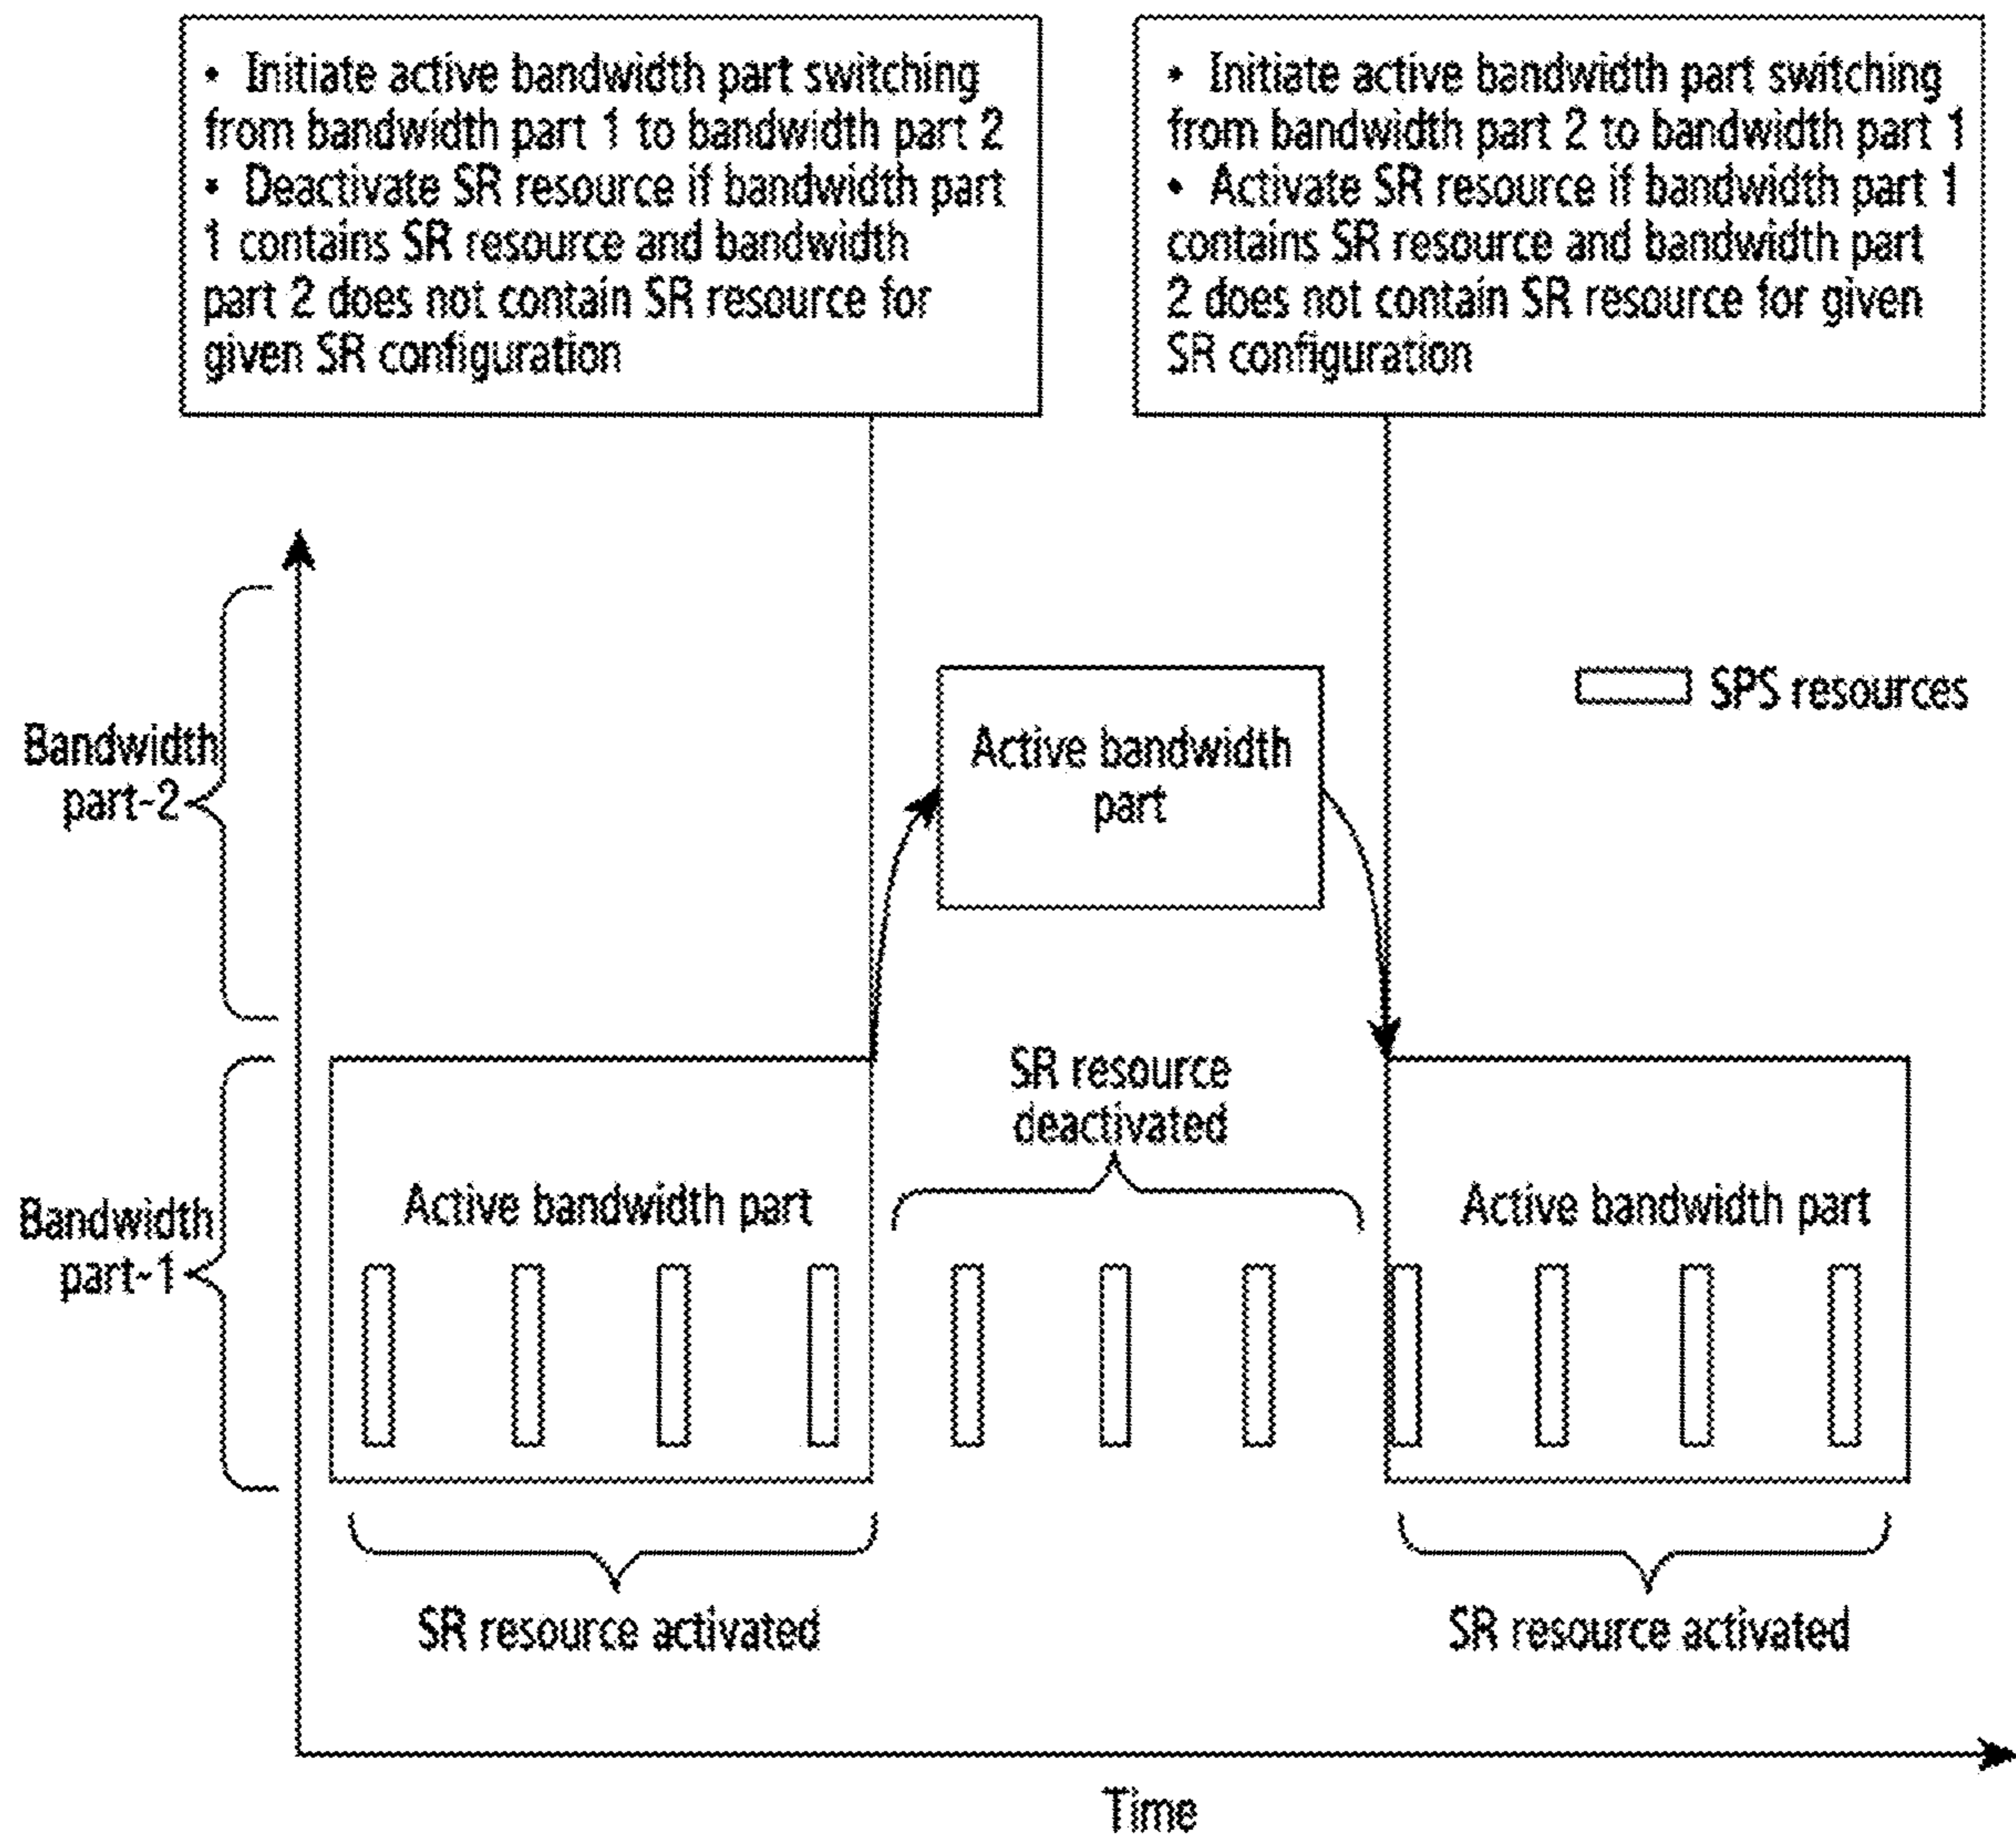 • Initiate active bandwidth part switching
from bandwidth part 1 to bandwidth part 2
• Deactivate SR resource if bandwidth part
1 contains SR resource and bandwidth
part 2 does not contain SR resource for
given SR configuration
• Initiate active bandwidth part switching
from bandwidth part 2 to bandwidth part 1
• Activate SR resource if bandwidth part 1
contains SR resource and bandwidth part
2 does not contain SR resource for given
SR configuration
SPS resources
Bandwidth
part-2
Active bandwidth
part
SR resource
deactivated
Bandwidth
part-1
Active bandwidth part
Active bandwidth part
SR resource activated
SR resource activated
Time